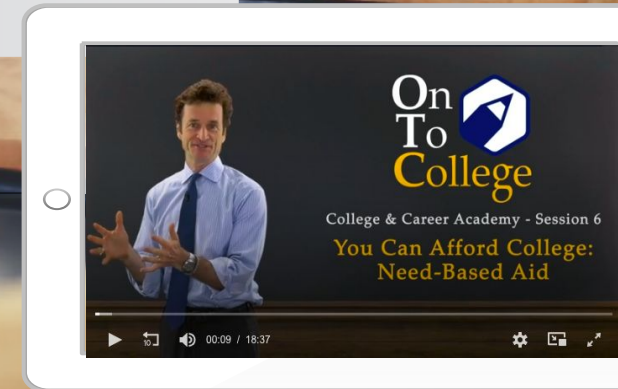 On
To
College
College & Career Academy - Session 6
You Can Afford College:
Need-Based Aid
10
00:09 / 18:37